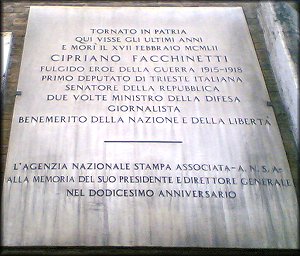 TORNATO IN PATRIA
QUI VISSE GLI ULTIMI ANNI
E MORÌ IL XVII FEBBRAIO MCMLII
CIPRIANO FACCHINETTI
FULGIDO EROE DELLA GUERRA 1915-1918
PRIMO DEPUTATO DI TRIESTE ITALIANA
SENATORE DELLA REPUBBLICA
DUE VOLTE MINISTRO DELLA DIFESA
GIORNALISTA
BENEMERITO DELLA NAZIONE E DELLA LIBERTÀ
L'AGENZIA NAZIONALE STAMPA ASSOCIATA - A.N.S.A-
ALLA MEMORIA DEL SUO PRESIDENTE E DIRETTORE GENERALE
NEL DODICESIMO ANNIVERSARIO